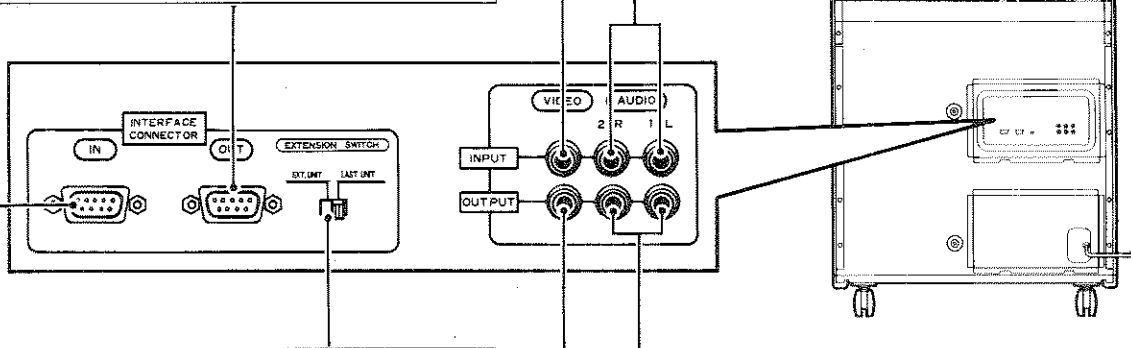 INTERFACE
CONNECTOR
IN
OUT
EXTENSION SWITCH
EXT. UNIT
LAST UNIT
VIDEO
AUDIO
2 R
1 L
INPUT
OUTPUT